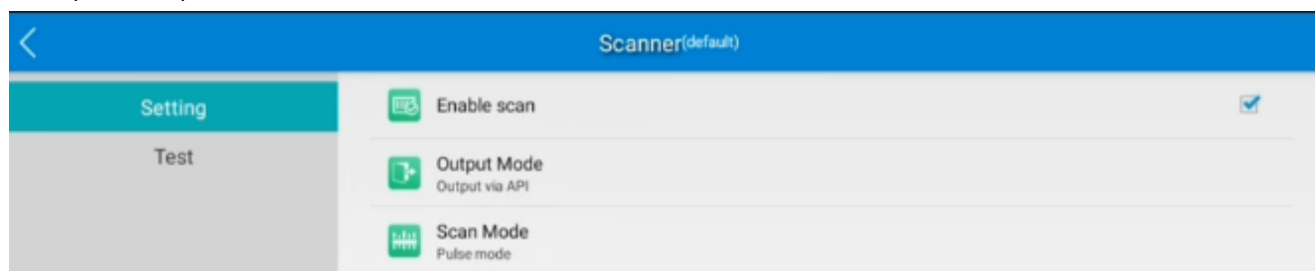 Scanner(default)
Setting
Test
Enable scan
Output Mode
Output via API
Scan Mode
Pulse mode